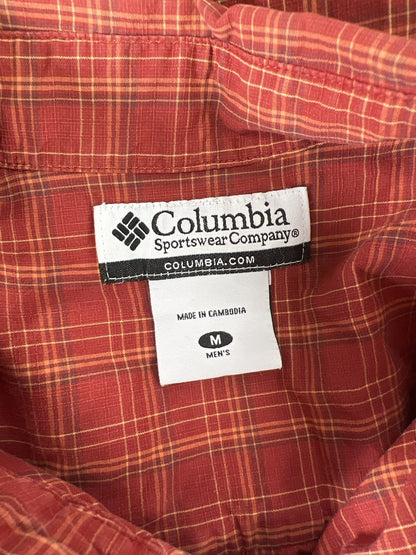 Columbia
Sportswear Company®
COLUMBIA.COM
MADE IN CAMBODIA
M
MEN'S